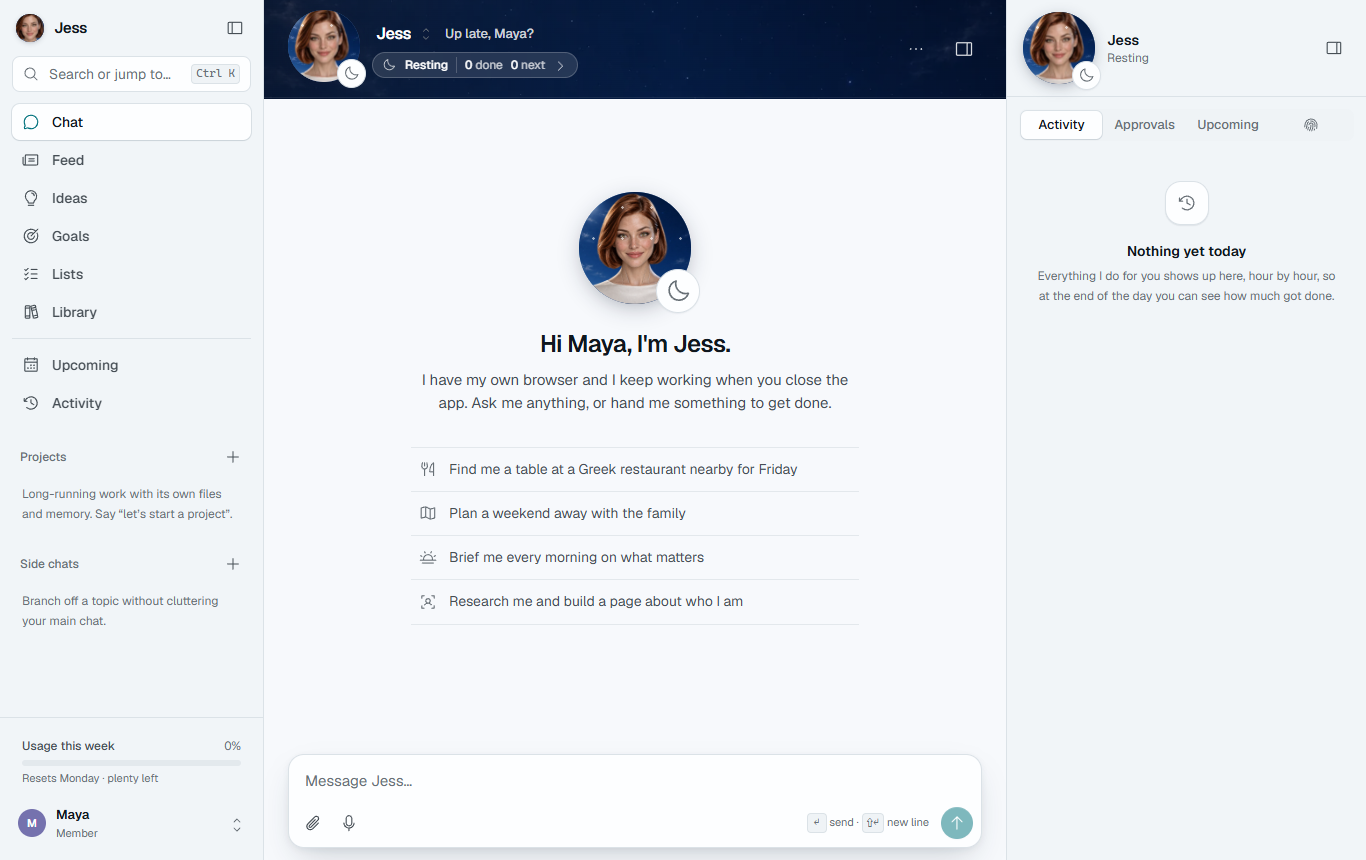 Jess
Search or jump to...
Ctrl K
Chat
Feed
Ideas
Goals
Lists
Library
Upcoming
Activity
Projects
Long-running work with its own files
and memory. Say “let's start a project”.
Side chats
Branch off a topic without cluttering
your main chat.
Usage this week 0%
Resets Monday · plenty left
M
Maya
Member
Jess Up late, Maya?
Resting 0 done 0 next
Hi Maya, I'm Jess.
I have my own browser and I keep working when you close the
app. Ask me anything, or hand me something to get done.
Find me a table at a Greek restaurant nearby for Friday
Plan a weekend away with the family
Brief me every morning on what matters
Research me and build a page about who I am
Message Jess...
send · new line
Jess
Resting
Activity Approvals Upcoming
Nothing yet today
Everything I do for you shows up here, hour by hour, so
at the end of the day you can see how much got done.